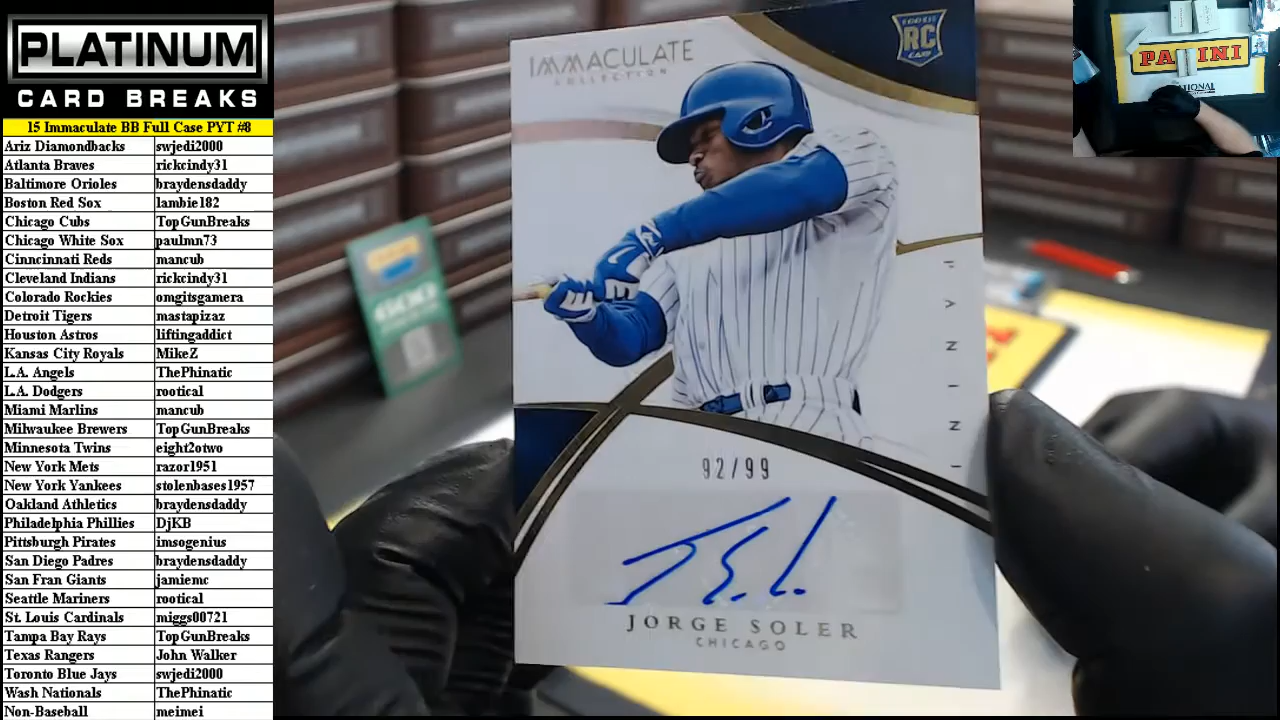 PLATINUM
CARD BREAKS
15 Immaculate BB Full Case PYT #8
Ariz Diamondbacks swjedi2000
Atlanta Braves rickcindy31
Baltimore Orioles braydensdaddy
Boston Red Sox lambie182
Chicago Cubs TopGunBreaks
Chicago White Sox paulmn73
Cinncinnati Reds mancub
Cleveland Indians rickcindy31
Colorado Rockies omgitsgamera
Detroit Tigers mastapizaz
Houston Astros liftingaddict
Kansas City Royals MikeZ
L.A. Angels ThePhinatic
L.A. Dodgers rootical
Miami Marlins mancub
Milwaukee Brewers TopGunBreaks
Minnesota Twins eight2otwo
New York Mets razor1951
New York Yankees stolenbases1957
Oakland Athletics braydensdaddy
Philadelphia Phillies DjKB
Pittsburgh Pirates imsogenius
San Diego Padres braydensdaddy
San Fran Giants jamiemc
Seattle Mariners rootical
St. Louis Cardinals miggs00721
Tampa Bay Rays TopGunBreaks
Texas Rangers John Walker
Toronto Blue Jays swjedi2000
Wash Nationals ThePhinatic
Non-Baseball meimei
IMMACULATE
COLLECTION
ROOKIE
RC
CARD
PANINI
92/99
JORGE SOLER
CHICAGO
PANINI